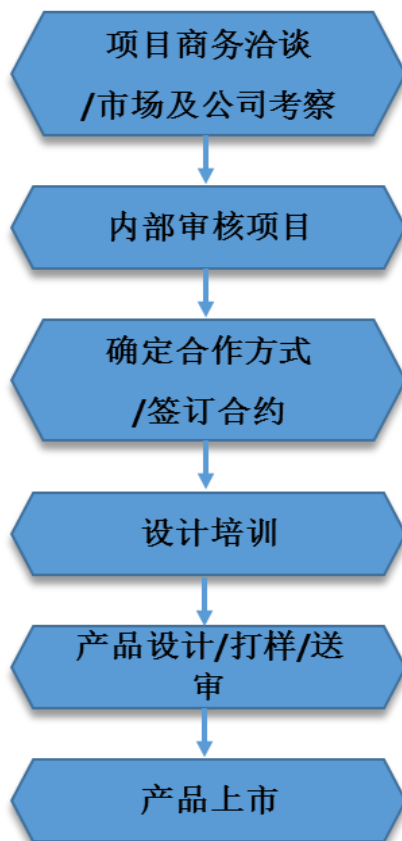 项目商务洽谈
/市场及公司考察
内部审核项目
确定合作方式
/签订合约
设计培训
产品设计/打样/送
审
产品上市